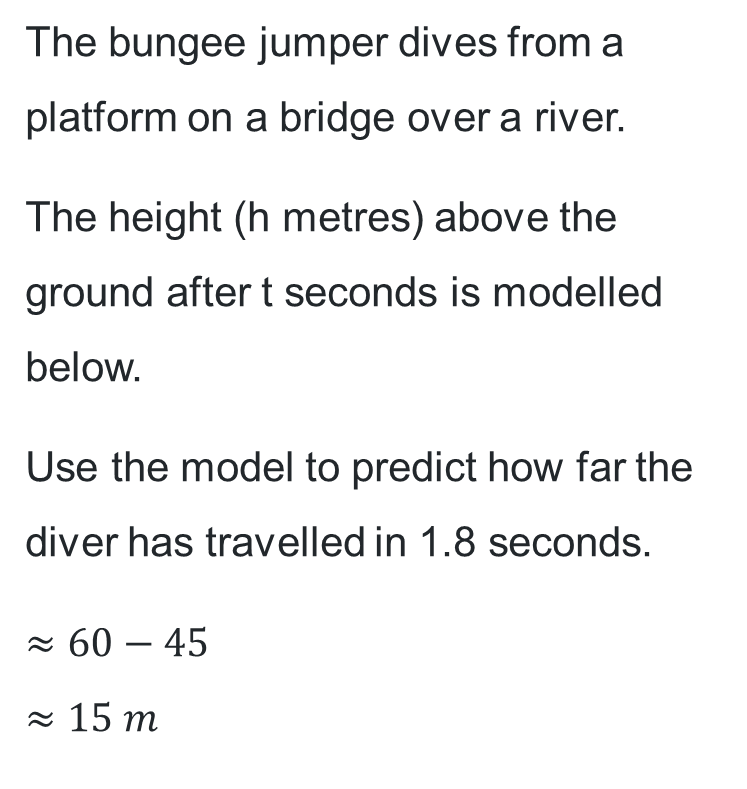 The bungee jumper dives from a
platform on a bridge over a river.
The height (h metres) above the
ground after t seconds is modelled
below.
Use the model to predict how far the
diver has travelled in 1.8 seconds.
≈ 60 − 45
≈ 15 m